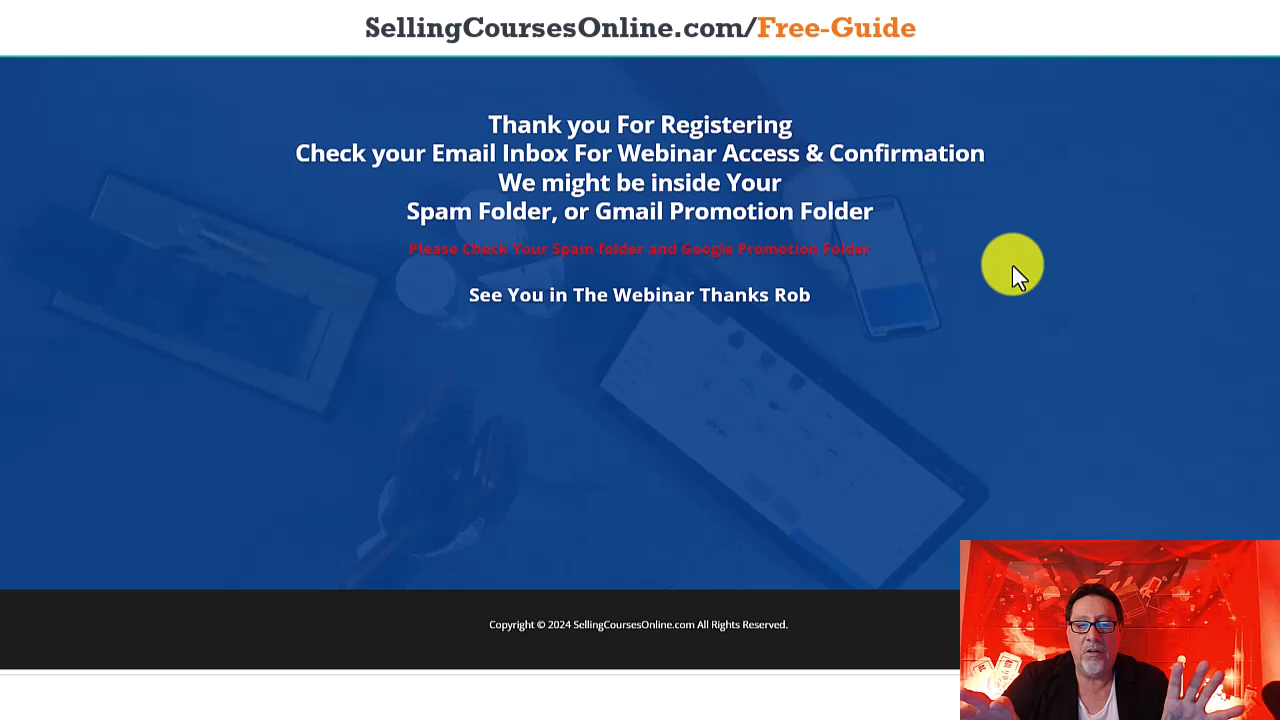 SellingCoursesOnline.com/Free-Guide
Thank you For Registering
Check your Email Inbox For Webinar Access & Confirmation
We might be inside Your
Spam Folder, or Gmail Promotion Folder
Please Check Your Spam folder and Google Promotion Folder
See You in The Webinar Thanks Rob
Copyright © 2024 SellingCoursesOnline.com All Rights Reserved.